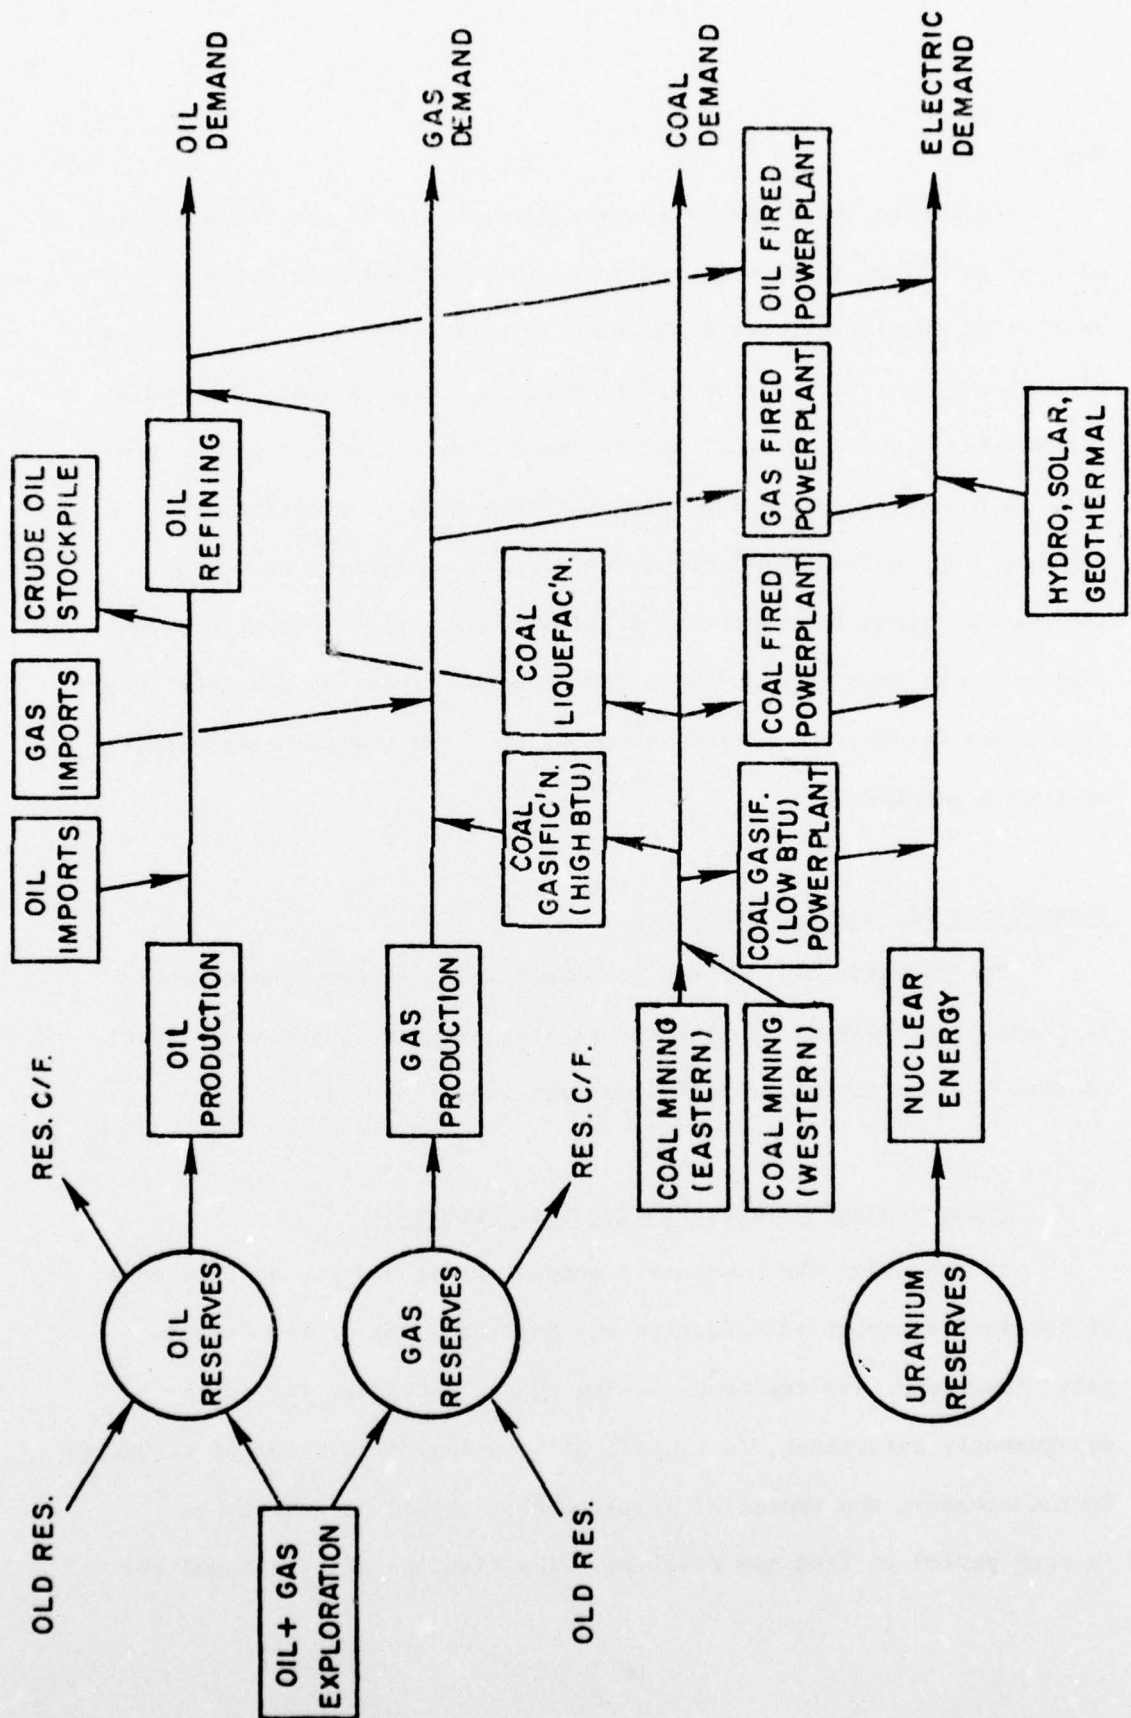 OIL
IMPORTS
GAS
IMPORTS
CRUDE OIL
STOCKPILE
OLD RES.
RES. C/F.
OIL
RESERVES
OIL
PRODUCTION
OIL
REFINING
OIL
DEMAND
OIL + GAS
EXPLORATION
GAS
RESERVES
GAS
PRODUCTION
GAS
DEMAND
OLD RES.
RES. C/F.
COAL
GASIFIC'N.
(HIGH BTU)
COAL
LIQUEFAC'N.
COAL MINING
(EASTERN)
COAL
DEMAND
COAL MINING
(WESTERN)
COAL GASIF.
(LOW BTU)
POWER PLANT
COAL FIRED
POWERPLANT
GAS FIRED
POWERPLANT
OIL FIRED
POWERPLANT
URANIUM
RESERVES
NUCLEAR
ENERGY
ELECTRIC
DEMAND
HYDRO, SOLAR,
GEOTHERMAL